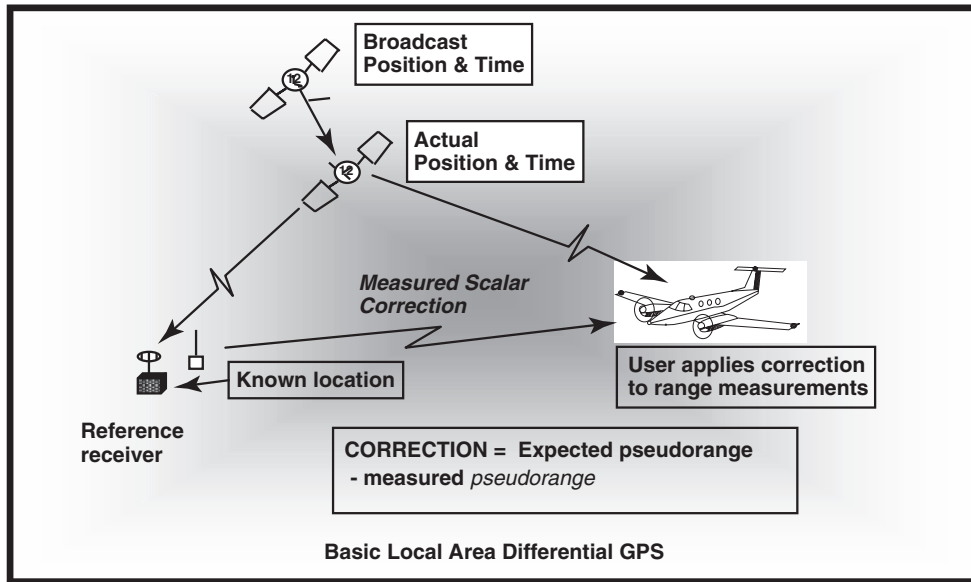 Broadcast
Position & Time
Actual
Position & Time
Measured Scalar
Correction
Known location
User applies correction
to range measurements
Reference
receiver
CORRECTION = Expected pseudorange
- measured pseudorange
Basic Local Area Differential GPS